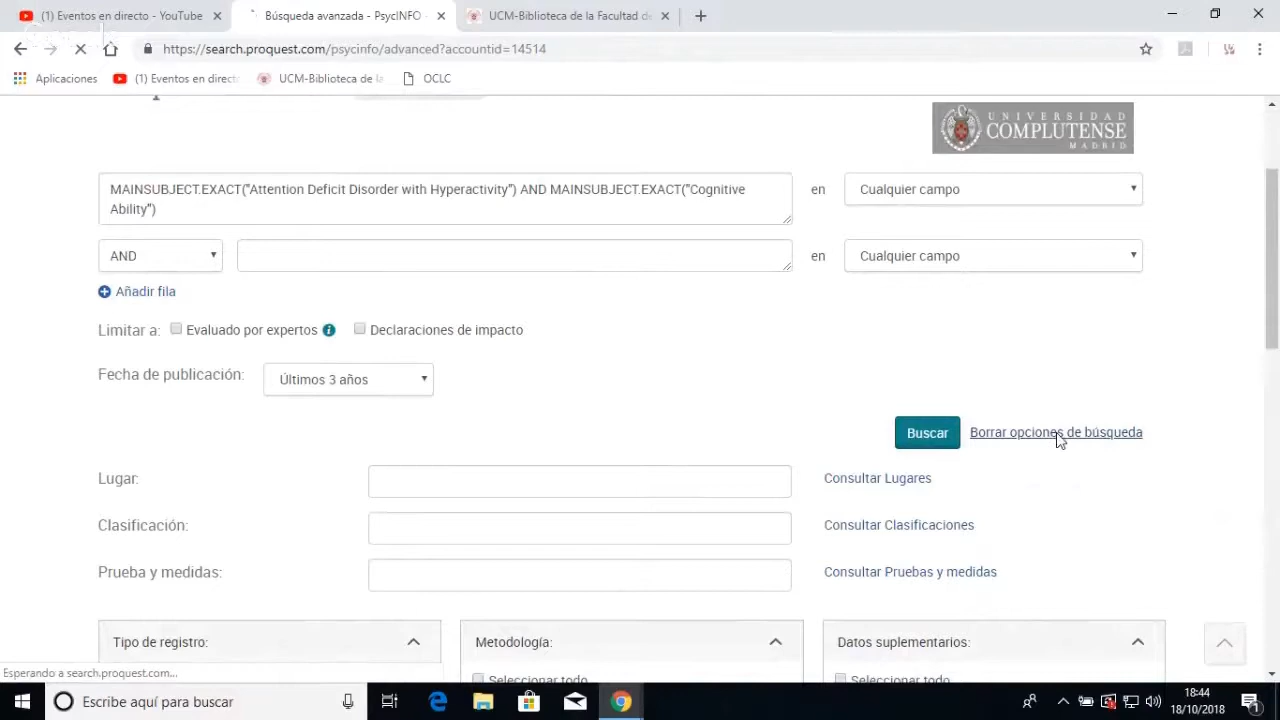 (1) Eventos en directo - YouTube
Búsqueda avanzada - PsycINFO -
UCM-Biblioteca de la Facultad de
https://search.proquest.com/psycinfo/advanced?accountid=14514
Aplicaciones
(1) Eventos en direct
UCM-Biblioteca de la
OCLC
UNIVERSIDAD
COMPLUTENSE
MADRID
MAINSUBJECT.EXACT("Attention Deficit Disorder with Hyperactivity") AND MAINSUBJECT.EXACT("Cognitive
Ability")
en
Cualquier campo
AND
en
Cualquier campo
Añadir fila
Limitar a:
Evaluado por expertos
Declaraciones de impacto
Fecha de publicación:
Últimos 3 años
Buscar
Borrar opciones de búsqueda
Lugar:
Consultar Lugares
Clasificación:
Consultar Clasificaciones
Prueba y medidas:
Consultar Pruebas y medidas
Tipo de registro:
Metodología:
Datos suplementarios:
Seleccionar todo
Seleccionar todo
Esperando a search.proquest.com...
Escribe aquí para buscar
18:44
18/10/2018
1